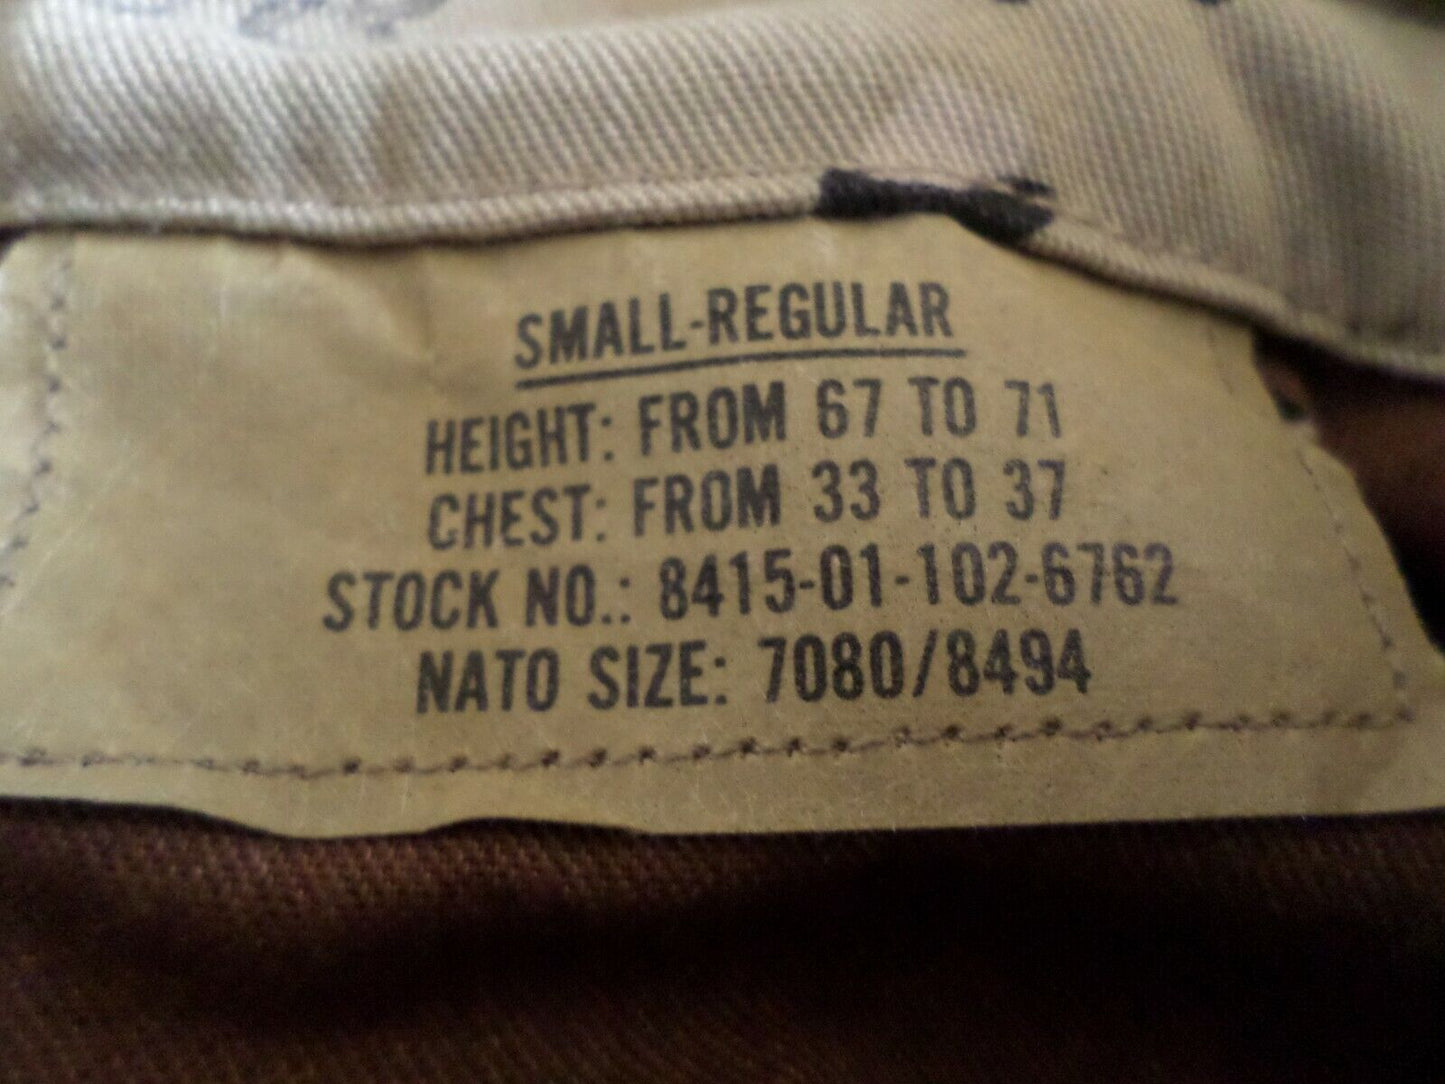 SMALL-REGULAR
HEIGHT: FROM 67 TO 71
CHEST: FROM 33 TO 37
STOCK NO.: 8415-01-102-6762
NATO SIZE: 7080/8494